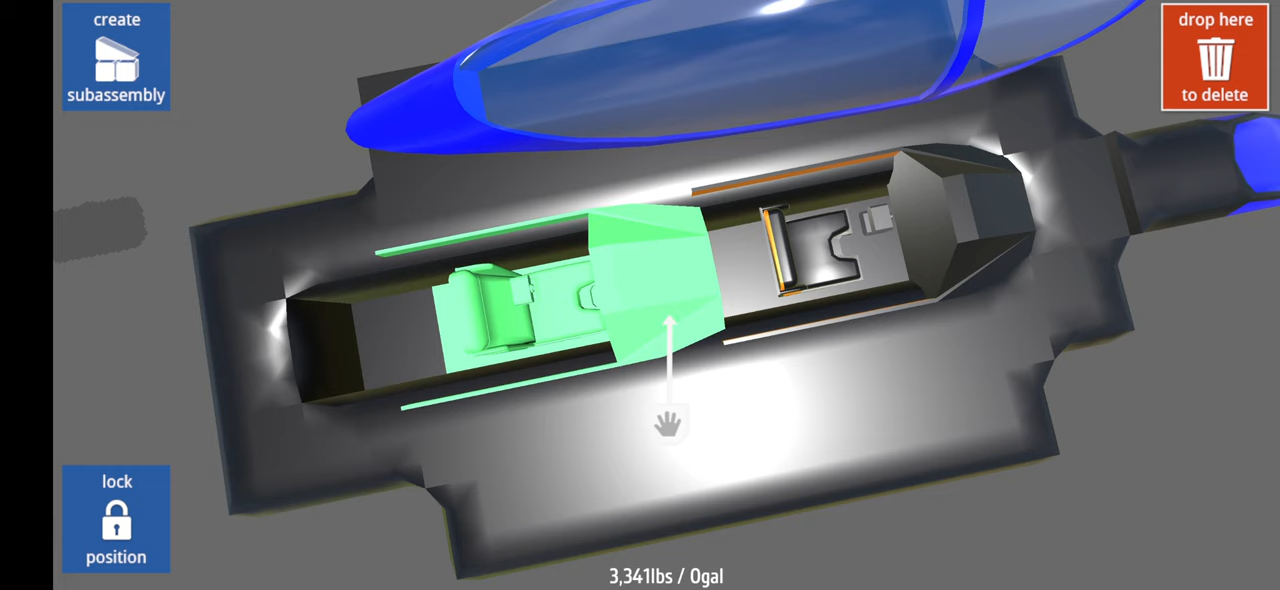 create
subassembly
drop here
to delete
lock
position
3,341lbs / 0gal